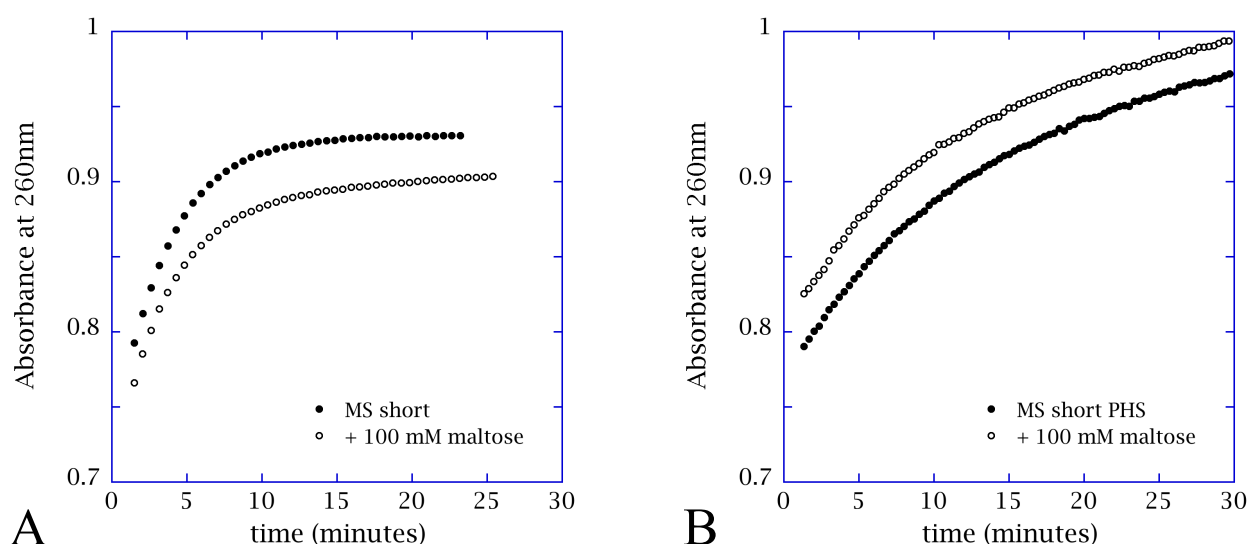 1
0.9
0.8
0.7
Absorbance at 260nm
MS short
+ 100 mM maltose
0 5 10 15 20 25 30
time (minutes)
A
1
0.9
0.8
0.7
Absorbance at 260nm
MS short PHS
+ 100 mM maltose
0 5 10 15 20 25 30
time (minutes)
B